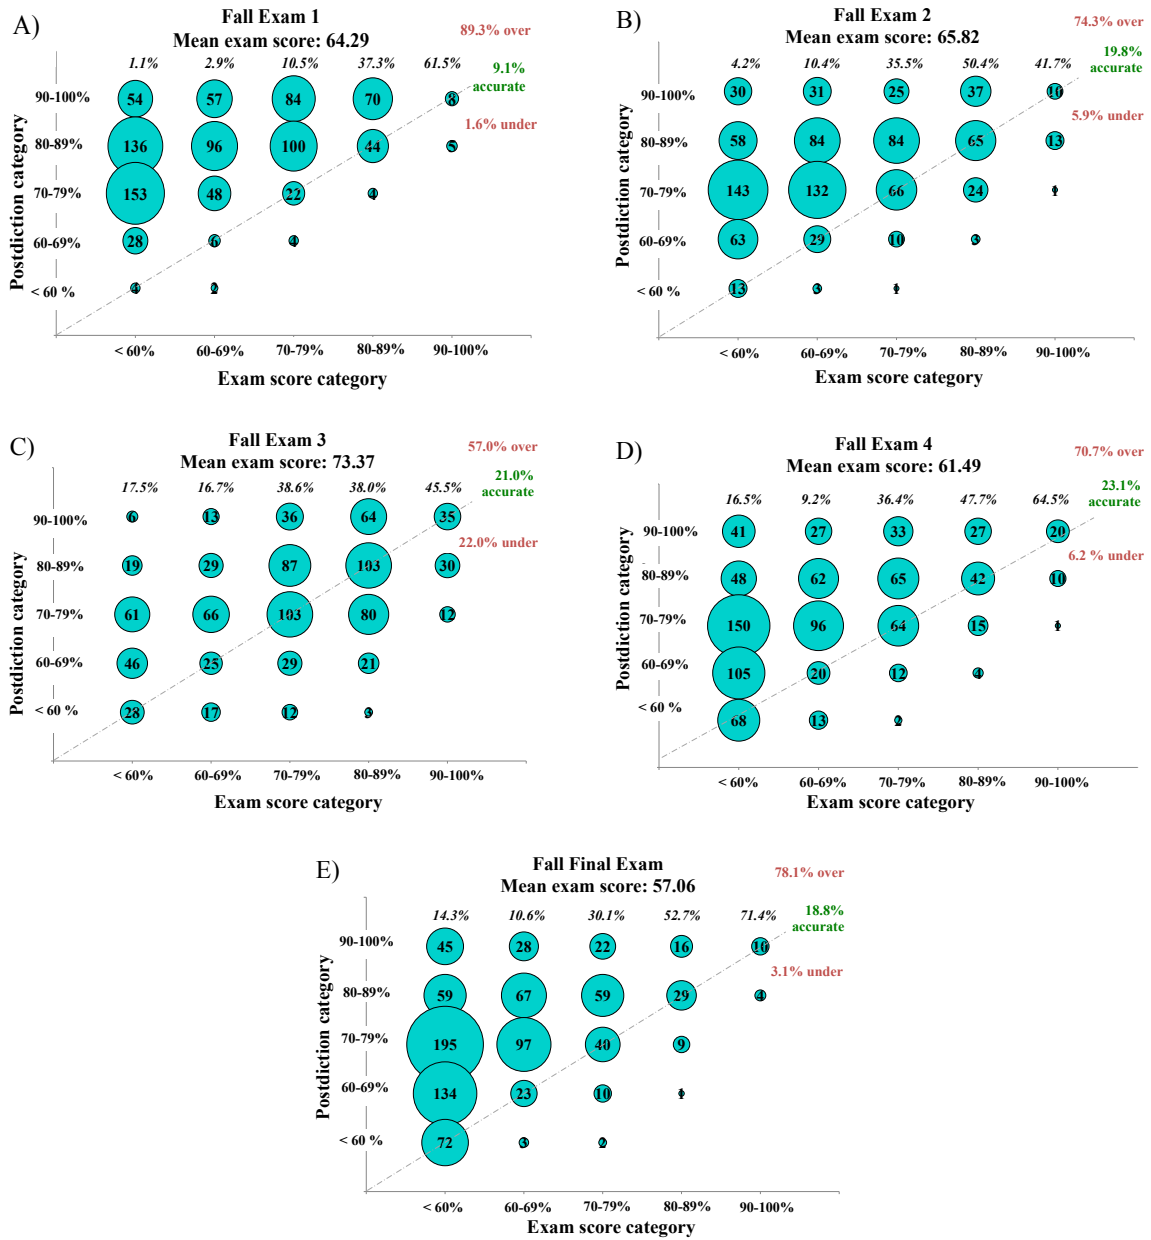 A)
Fall Exam 1
Mean exam score: 64.29
89.3% over
9.1%
accurate
1.6% under
1.1% 2.9% 10.5% 37.3% 61.5%
90-100% 54 57 84 70 8
80-89% 136 96 100 44 5
70-79% 153 48 22 4
60-69% 28 6 4
< 60 % 4 2
< 60% 60-69% 70-79% 80-89% 90-100%
Postdiction category
Exam score category
B)
Fall Exam 2
Mean exam score: 65.82
74.3% over
19.8%
accurate
5.9% under
4.2% 10.4% 35.5% 50.4% 41.7%
90-100% 30 31 25 37 10
80-89% 58 84 84 65 13
70-79% 143 132 66 24 1
60-69% 63 29 10 3
< 60 % 13 3 1
< 60% 60-69% 70-79% 80-89% 90-100%
Postdiction category
Exam score category
C)
Fall Exam 3
Mean exam score: 73.37
57.0% over
21.0%
accurate
22.0% under
17.5% 16.7% 38.6% 38.0% 45.5%
90-100% 6 13 36 64 35
80-89% 19 29 87 103 30
70-79% 61 66 103 80 12
60-69% 46 25 29 21
< 60 % 28 17 12 3
< 60% 60-69% 70-79% 80-89% 90-100%
Postdiction category
Exam score category
D)
Fall Exam 4
Mean exam score: 61.49
70.7% over
23.1%
accurate
6.2 % under
16.5% 9.2% 36.4% 47.7% 64.5%
90-100% 41 27 33 27 20
80-89% 48 62 65 42 10
70-79% 150 96 64 15 1
60-69% 105 20 12 4
< 60 % 68 13 2
< 60% 60-69% 70-79% 80-89% 90-100%
Postdiction category
Exam score category
E)
Fall Final Exam
Mean exam score: 57.06
78.1% over
18.8%
accurate
3.1% under
14.3% 10.6% 30.1% 52.7% 71.4%
90-100% 45 28 22 16 10
80-89% 59 67 59 29 4
70-79% 195 97 40 9
60-69% 134 23 10 1
< 60 % 72 3 2
< 60% 60-69% 70-79% 80-89% 90-100%
Postdiction category
Exam score category